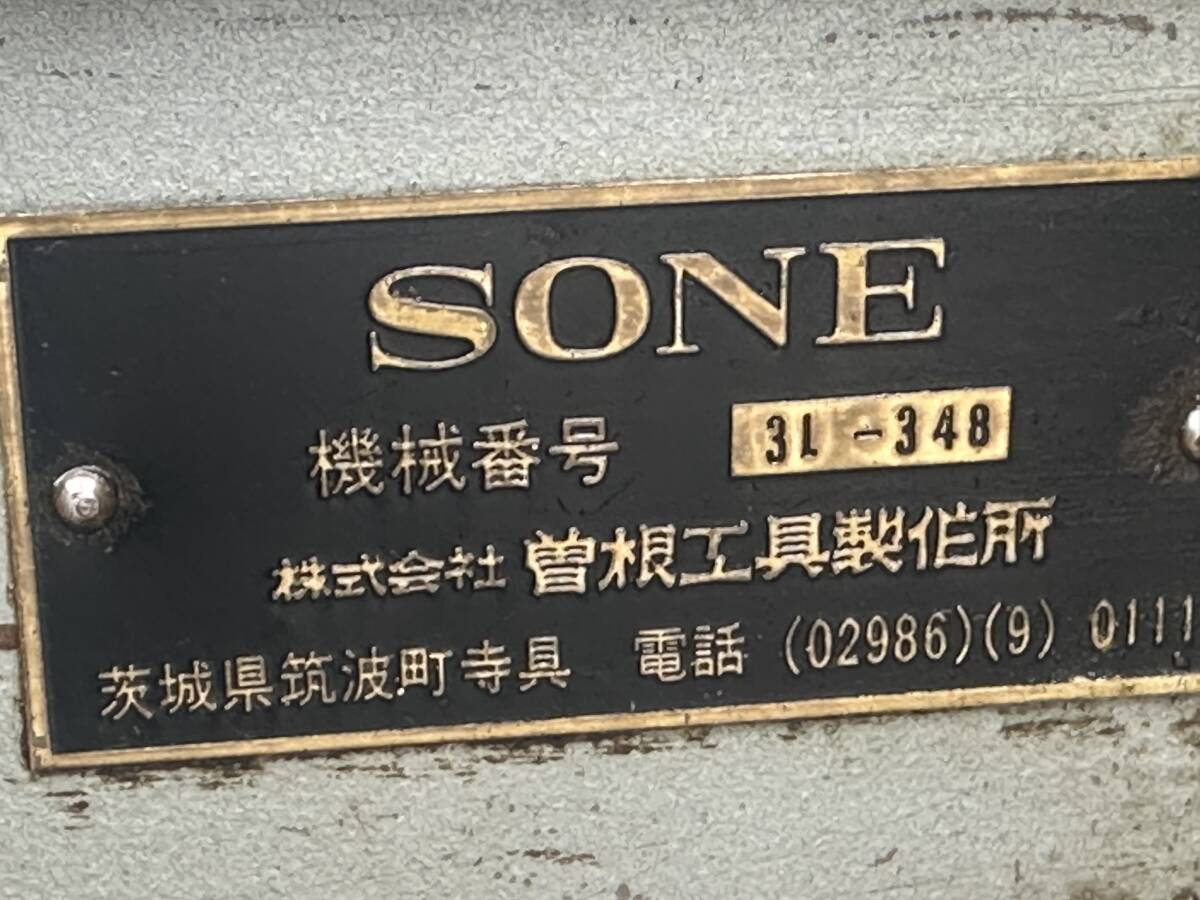 SONE
機械番号 31-348
株式会社 曽根工具製作所
茨城県筑波町寺具 電話 (02986)(9) 0111